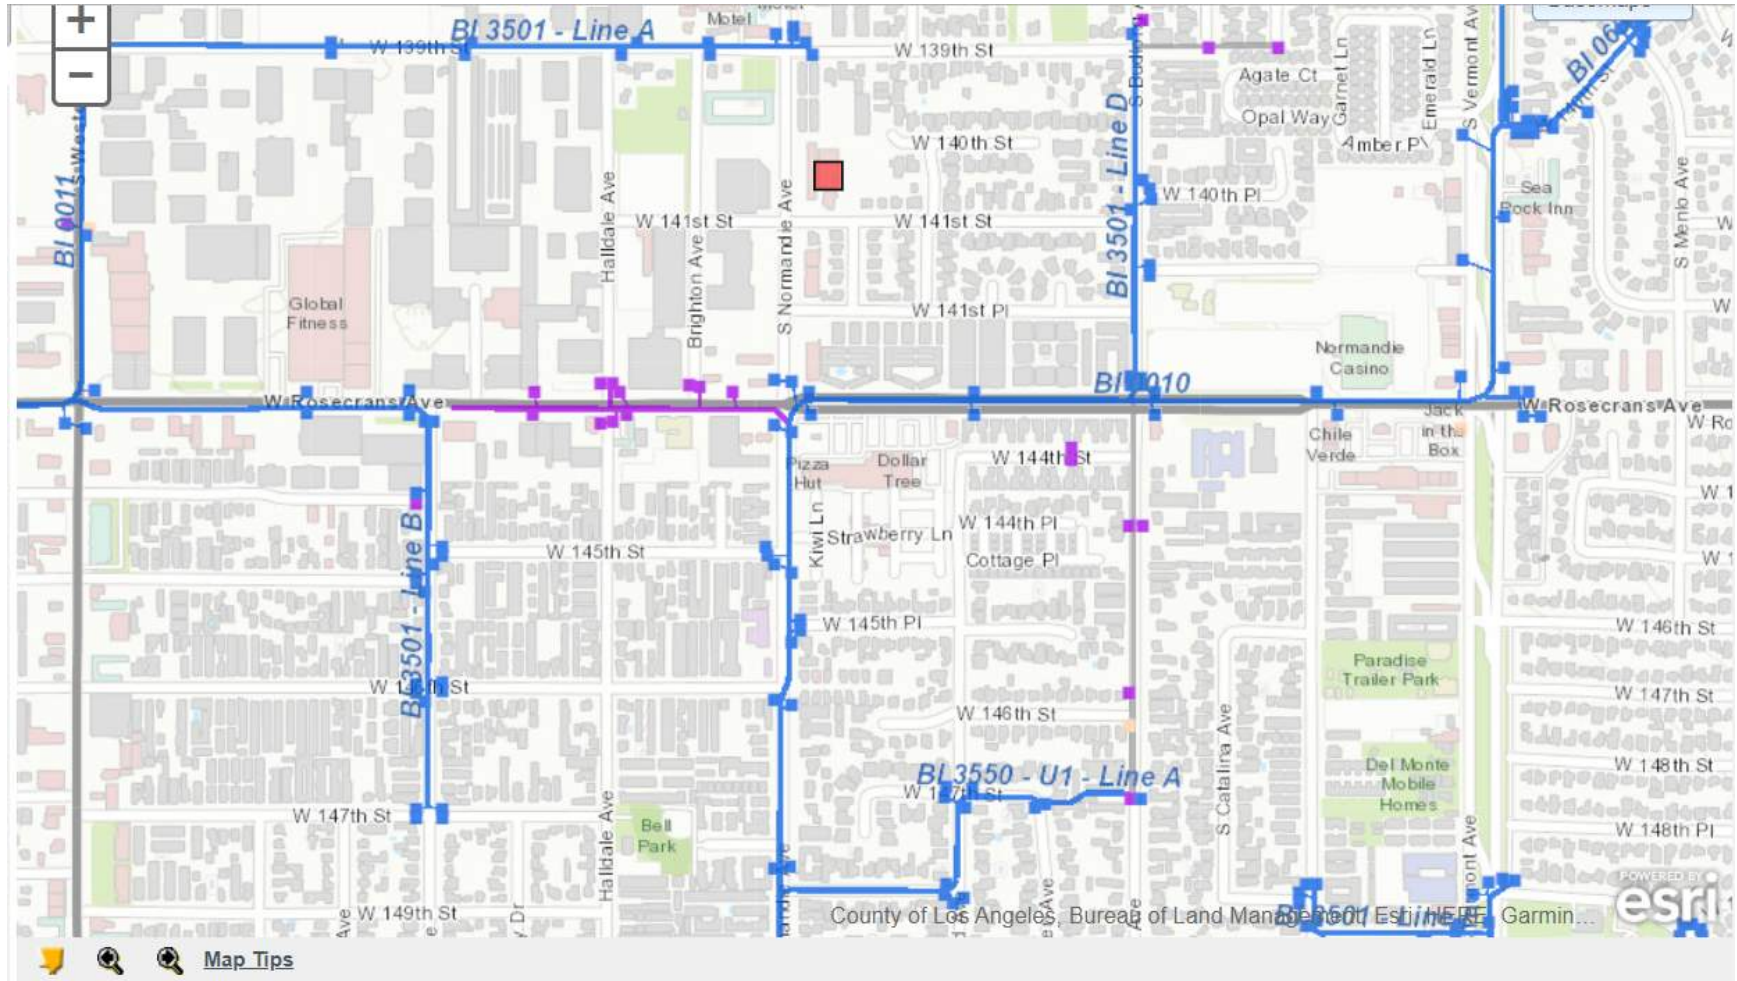 +
−
Motel
BI 3501 - Line A
W 139th St
W 139th St
Agate Ct
Opal Way
Garnet Ln
Emerald Ln
S Vermont Av
Amber Pl
W 140th St
BI 3501 - Line D
W 140th Pl
Sea
Rock Inn
S Menlo Ave
BI 0011
Halldale Ave
W 141st St
W 141st St
Brighton Ave
S Normandie Ave
W 141st Pl
Global
Fitness
Normandie
Casino
W Rosecrans Ave
W Rosecrans Ave
Jack
in the
Box
Chile
Verde
W 144th St
Pizza
Hut
Dollar
Tree
Kiwi Ln
Strawberry Ln
W 144th Pl
Cottage Pl
W 145th St
BI 3501 - Line B
W 145th Pl
W 146th St
Paradise
Trailer Park
W 147th St
W 146th St
S Catalina Ave
BI 3550 - U1 - Line A
W 147th St
Del Monte
Mobile
Homes
W 148th St
W 147th St
Bell
Park
Halldale Ave
W 148th Pl
W 149th St
POWERED BY
esri
County of Los Angeles, Bureau of Land Management, Esri, HERE, Garmin...
Map Tips